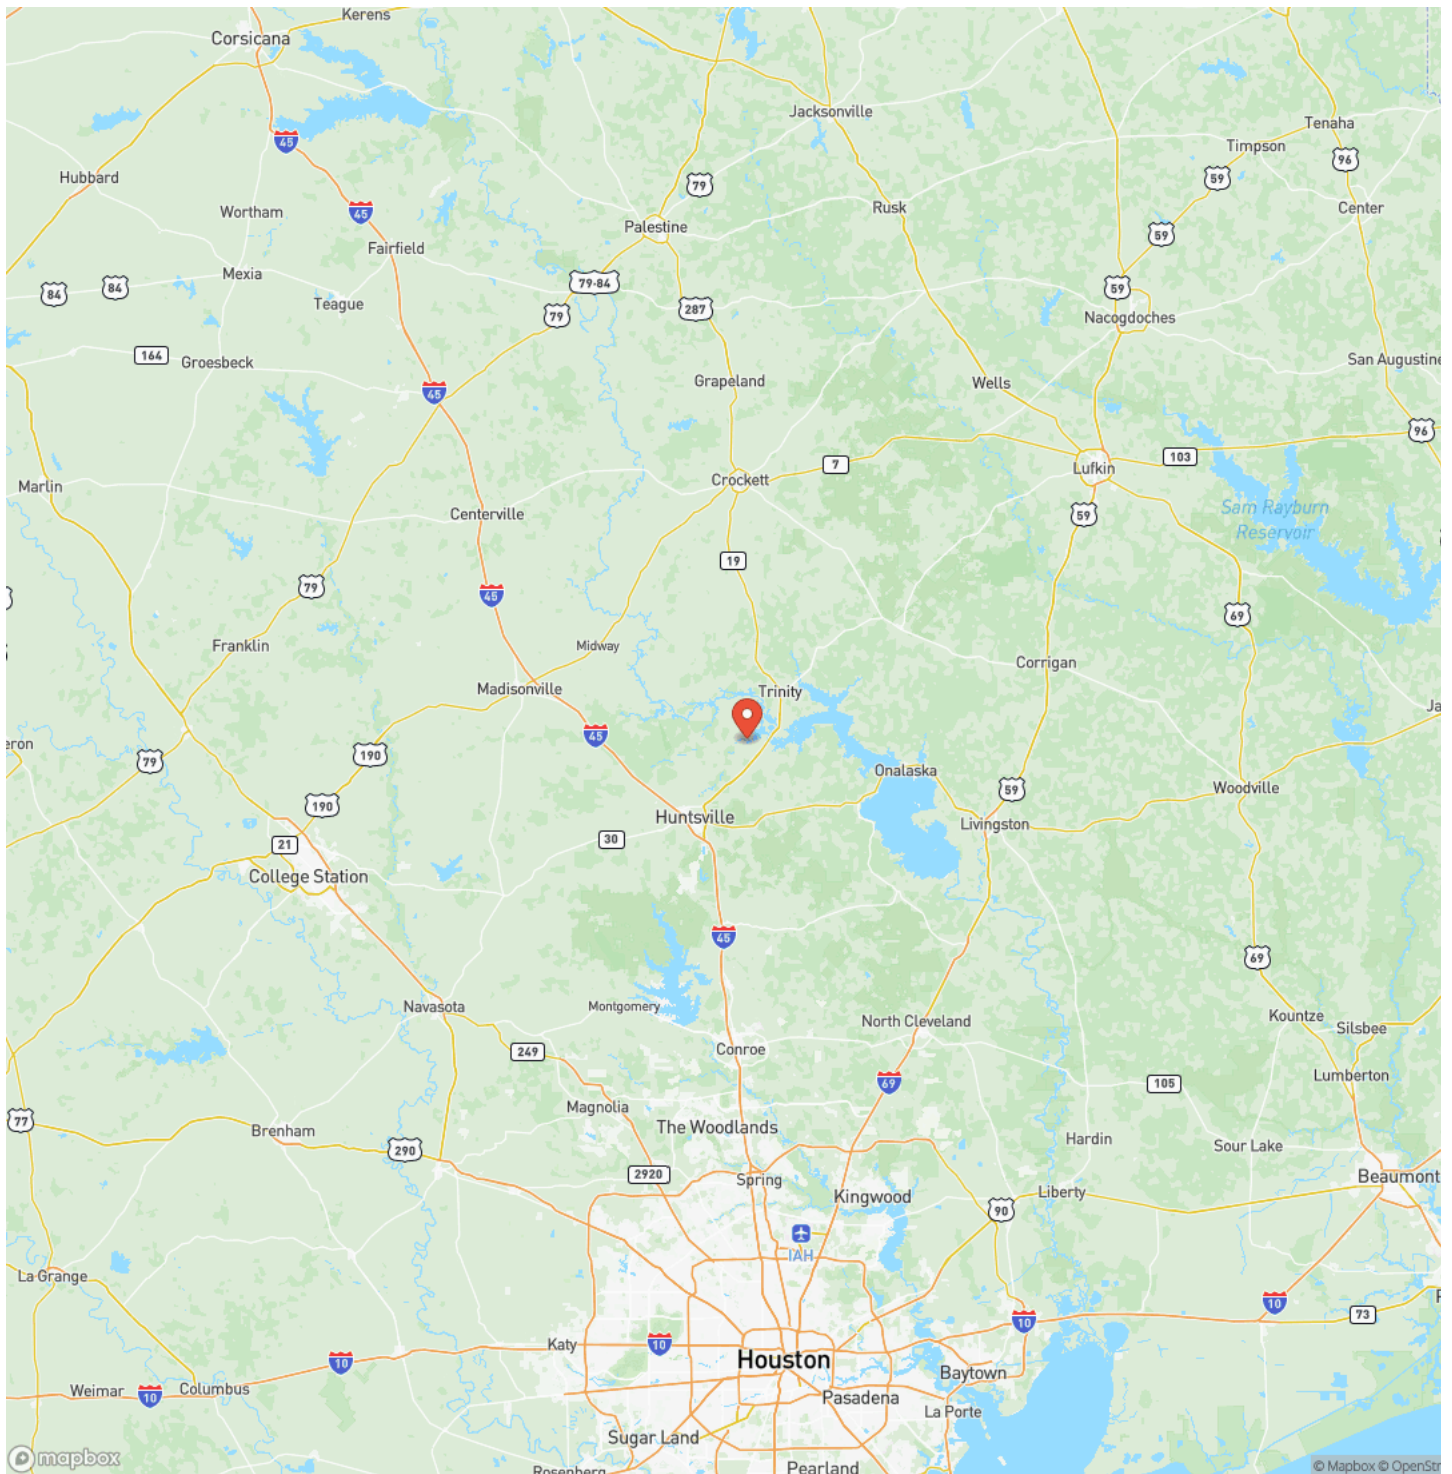 Kerens
Corsicana
Jacksonville
Tenaha
Timpson
45
96
Hubbard
59
79
Wortham
45
Rusk
Center
Palestine
59
Fairfield
Mexia
79-84
84
84
59
Teague
287
79
Nacogdoches
164
Groesbeck
San Augustine
Grapeland
Wells
45
96
7
103
Lufkin
Crockett
Marlin
Centerville
59
Sam Rayburn
Reservoir
19
79
45
69
Franklin
Midway
Corrigan
Madisonville
Trinity
Ja
45
eron
190
79
Onalaska
59
Woodville
190
Huntsville
Livingston
30
21
College Station
45
69
Navasota
Montgomery
Kountze
North Cleveland
Silsbee
Conroe
249
Lumberton
69
105
Magnolia
77
The Woodlands
Brenham
Hardin
Sour Lake
290
2920
Spring
Beaumont
Kingwood
Liberty
90
IAH
La Grange
10
73
10
Katy
10
Houston
10
Baytown
Weimar
10
Columbus
Pasadena
La Porte
Sugar Land
mapbox
Rosenberg
Pearland
© Mapbox © OpenStr